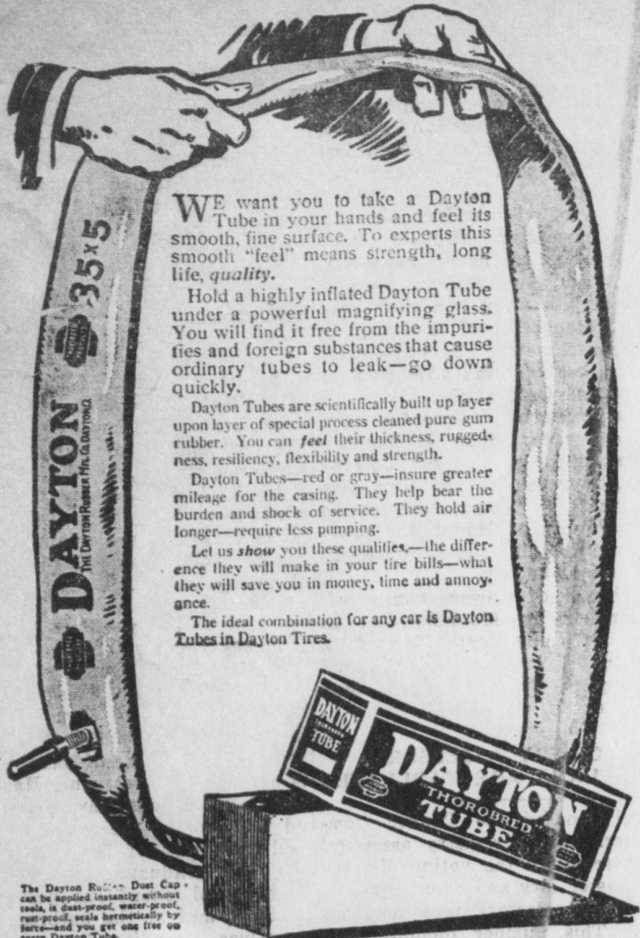 WE want you to take a Dayton
Tube in your hands and feel its
smooth, fine surface. To experts this
smooth "feel" means strength, long
life, quality.
Hold a highly inflated Dayton Tube
under a powerful magnifying glass.
You will find it free from the impuri-
ties and foreign substances that cause
ordinary tubes to leak—go down
quickly.
Dayton Tubes are scientifically built up layer
upon layer of special process cleaned pure gum
rubber. You can feel their thickness, rugged-
ness, resiliency, flexibility and strength.
Dayton Tubes—red or gray—insure greater
mileage for the casing. They help bear the
burden and shock of service. They hold air
longer—require less pumping.
Let us show you these qualities,—the differ-
ence they will make in your tire bills—what
they will save you in money, time and annoy-
ance.
The ideal combination for any car is Dayton
Tubes in Dayton Tires.
35x5
DAYTON
THE DAYTON RUBBER MFG. CO. DAYTON, O.
DAYTON
THOROBRED
TUBE
DAYTON
"THOROBRED"
TUBE
The Dayton Dust Cap
can be applied instantly without
tools, is dust-proof, water-proof,
rust-proof, seals hermetically by
force—and you get one free on
Dayton Tube.